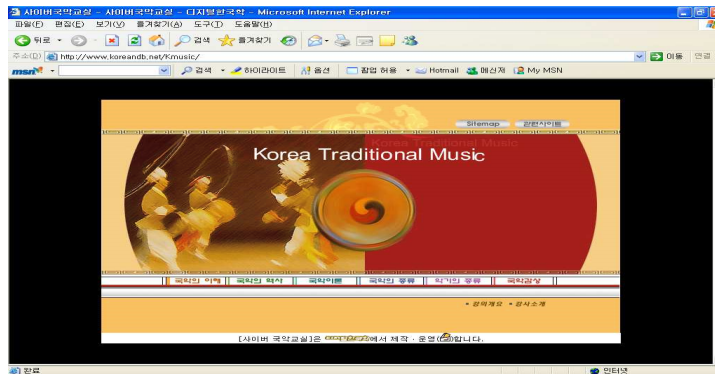 사이버국악교실 - 사이버국악교실 - 디지털한국학 - Microsoft Internet Explorer
파일(F) 편집(E) 보기(V) 즐겨찾기(A) 도구(T) 도움말(H)
뒤로 검색 즐겨찾기
주소(D) http://www.koreandb.net/Kmusic/ 이동 연결
msn 검색 하이라이트 옵션 팝업 허용 Hotmail 메신저 My MSN
Sitemap 관련사이트
Korea Traditional Music
Korea Traditional Music
국악의 이해 국악의 역사 국악이론 국악의 종류 악기의 종류 국악감상
강의개요 강사소개
[사이버 국악교실]은 에서 제작 · 운영 합니다.
완료 인터넷